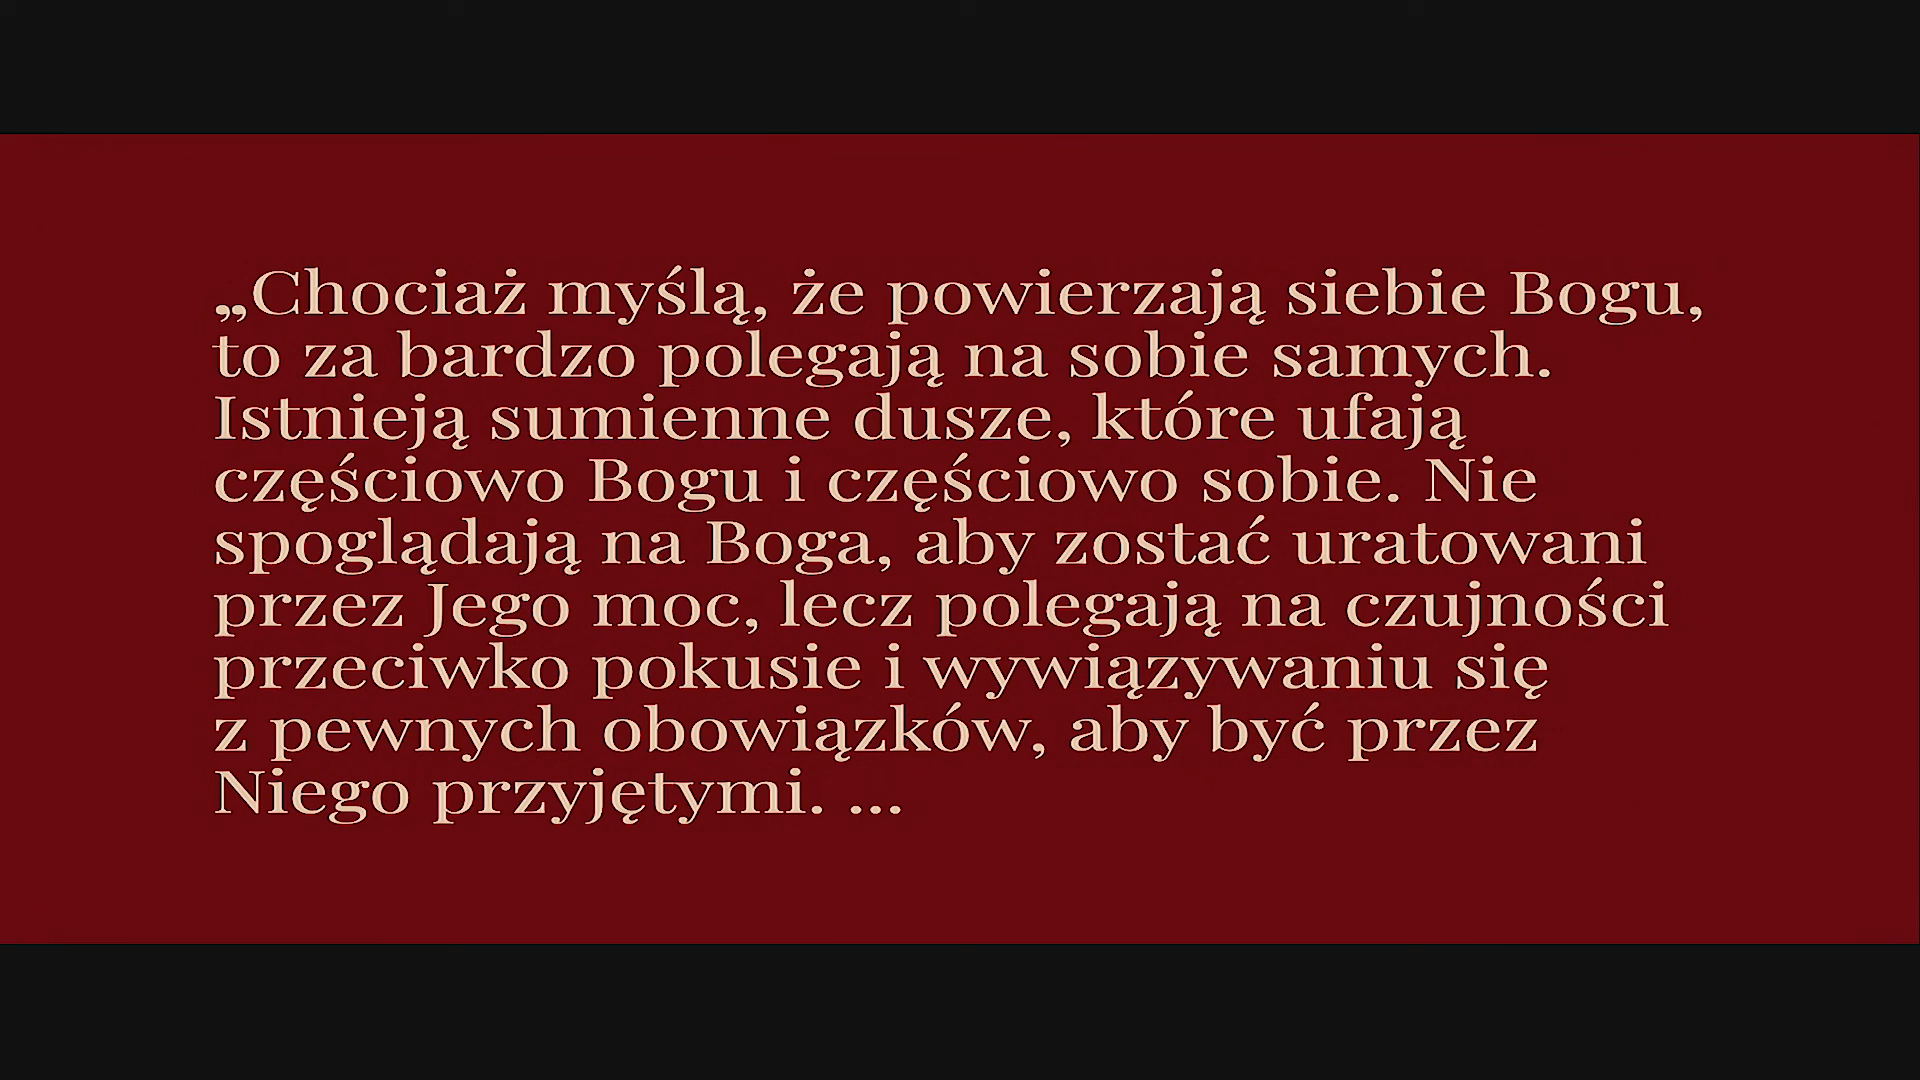 „Chociaż myślą, że powierzają siebie Bogu,
to za bardzo polegają na sobie samych.
Istnieją sumienne dusze, które ufają
częściowo Bogu i częściowo sobie. Nie
spoglądają na Boga, aby zostać uratowani
przez Jego moc, lecz polegają na czujności
przeciwko pokusie i wywiązywaniu się
z pewnych obowiązków, aby być przez
Niego przyjętymi. ...